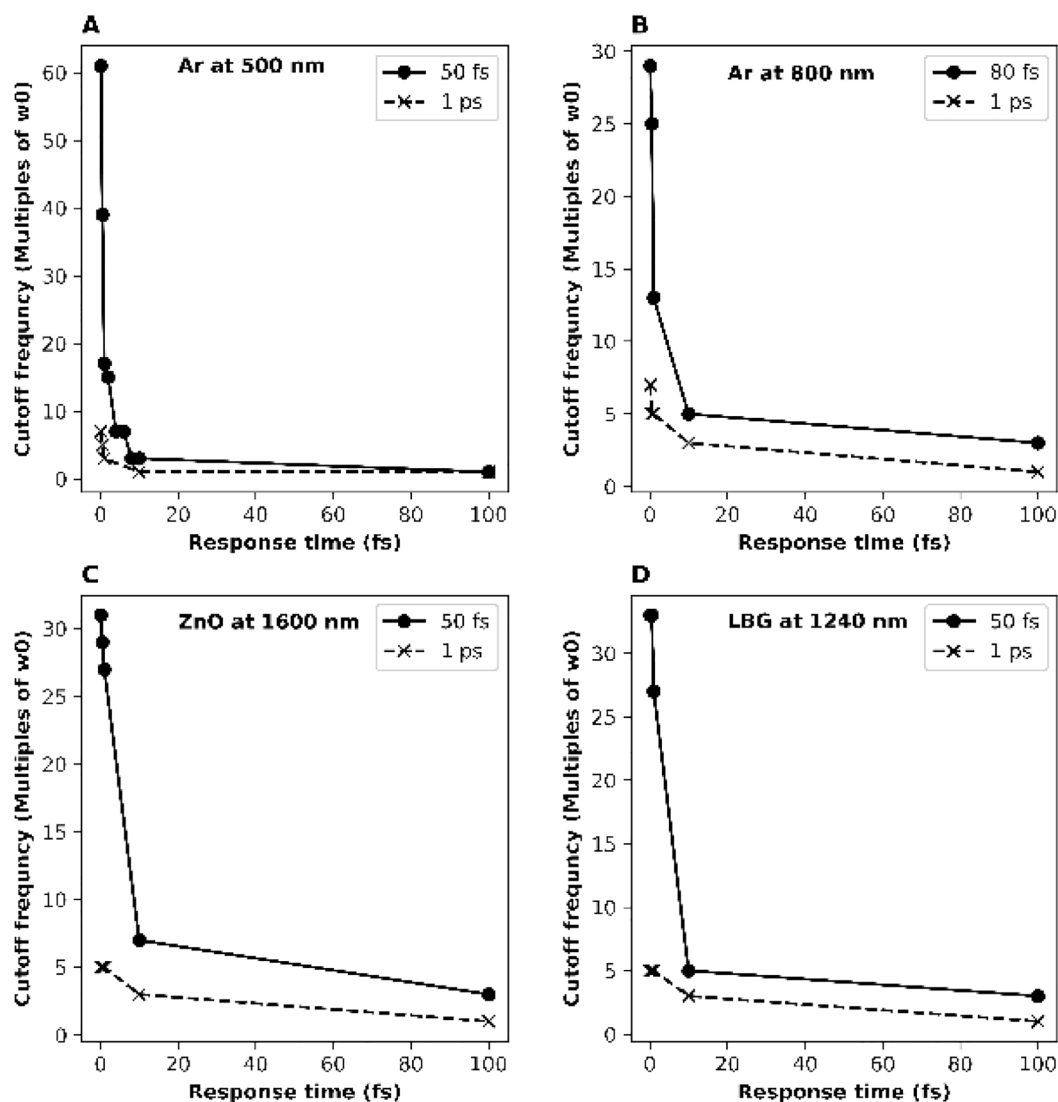 A
Ar at 500 nm
50 fs
1 ps
Cutoff frequncy (Multiples of w0)
60
50
40
30
20
10
0
0 20 40 60 80 100
Response time (fs)
B
Ar at 800 nm
80 fs
1 ps
Cutoff frequncy (Multiples of w0)
30
25
20
15
10
5
0
0 20 40 60 80 100
Response time (fs)
C
ZnO at 1600 nm
50 fs
1 ps
Cutoff frequncy (Multiples of w0)
30
25
20
15
10
5
0
0 20 40 60 80 100
Response time (fs)
D
LBG at 1240 nm
50 fs
1 ps
Cutoff frequncy (Multiples of w0)
30
25
20
15
10
5
0
0 20 40 60 80 100
Response time (fs)